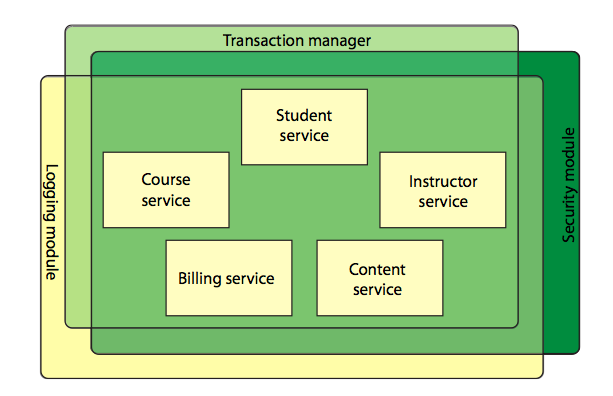 Transaction manager
Student
service
Course
service
Instructor
service
Billing service
Content
service
Logging module
Security module